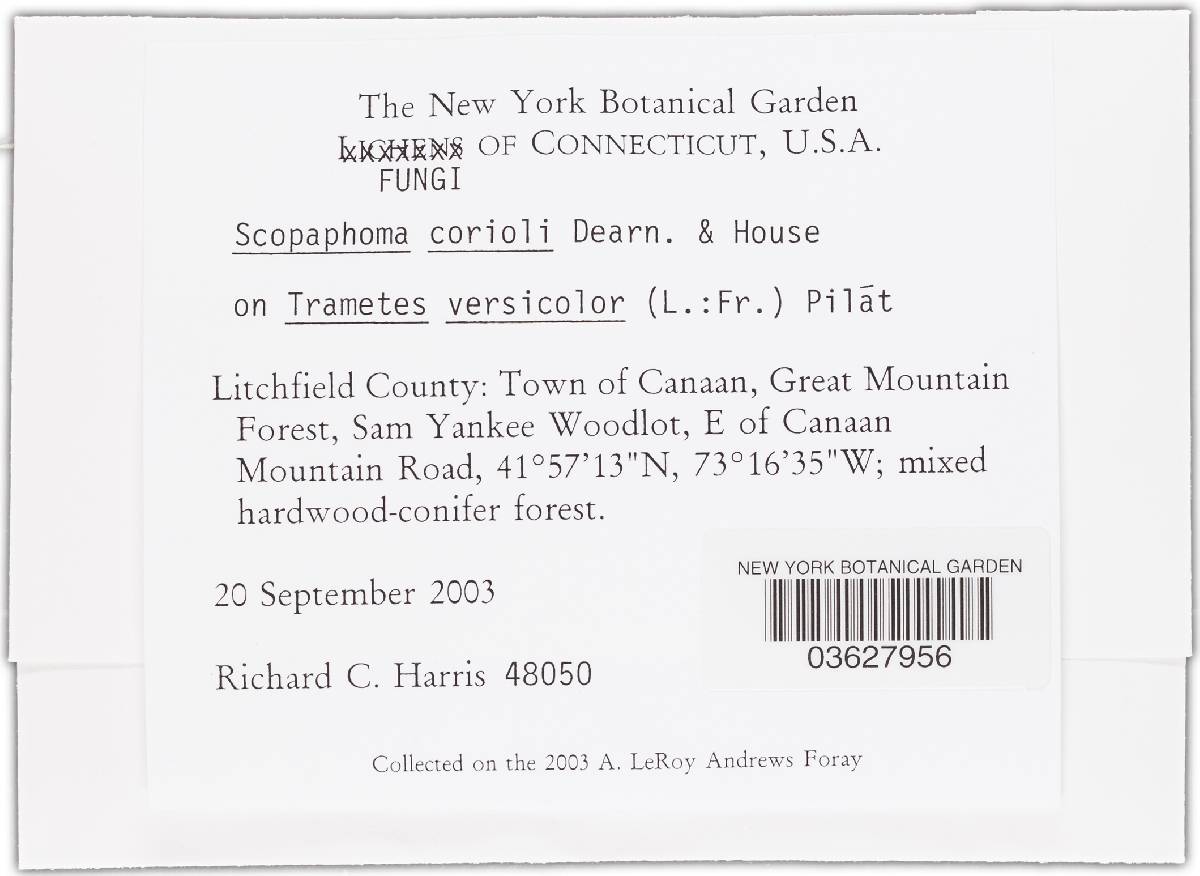 The New York Botanical Garden
LICHENS OF CONNECTICUT, U.S.A.
FUNGI
Scopaphoma corioli Dearn. & House
on Trametes versicolor (L.:Fr.) Pilāt
Litchfield County: Town of Canaan, Great Mountain
Forest, Sam Yankee Woodlot, E of Canaan
Mountain Road, 41°57'13"N, 73°16'35"W; mixed
hardwood-conifer forest.
20 September 2003
NEW YORK BOTANICAL GARDEN
03627956
Richard C. Harris 48050
Collected on the 2003 A. LeRoy Andrews Foray